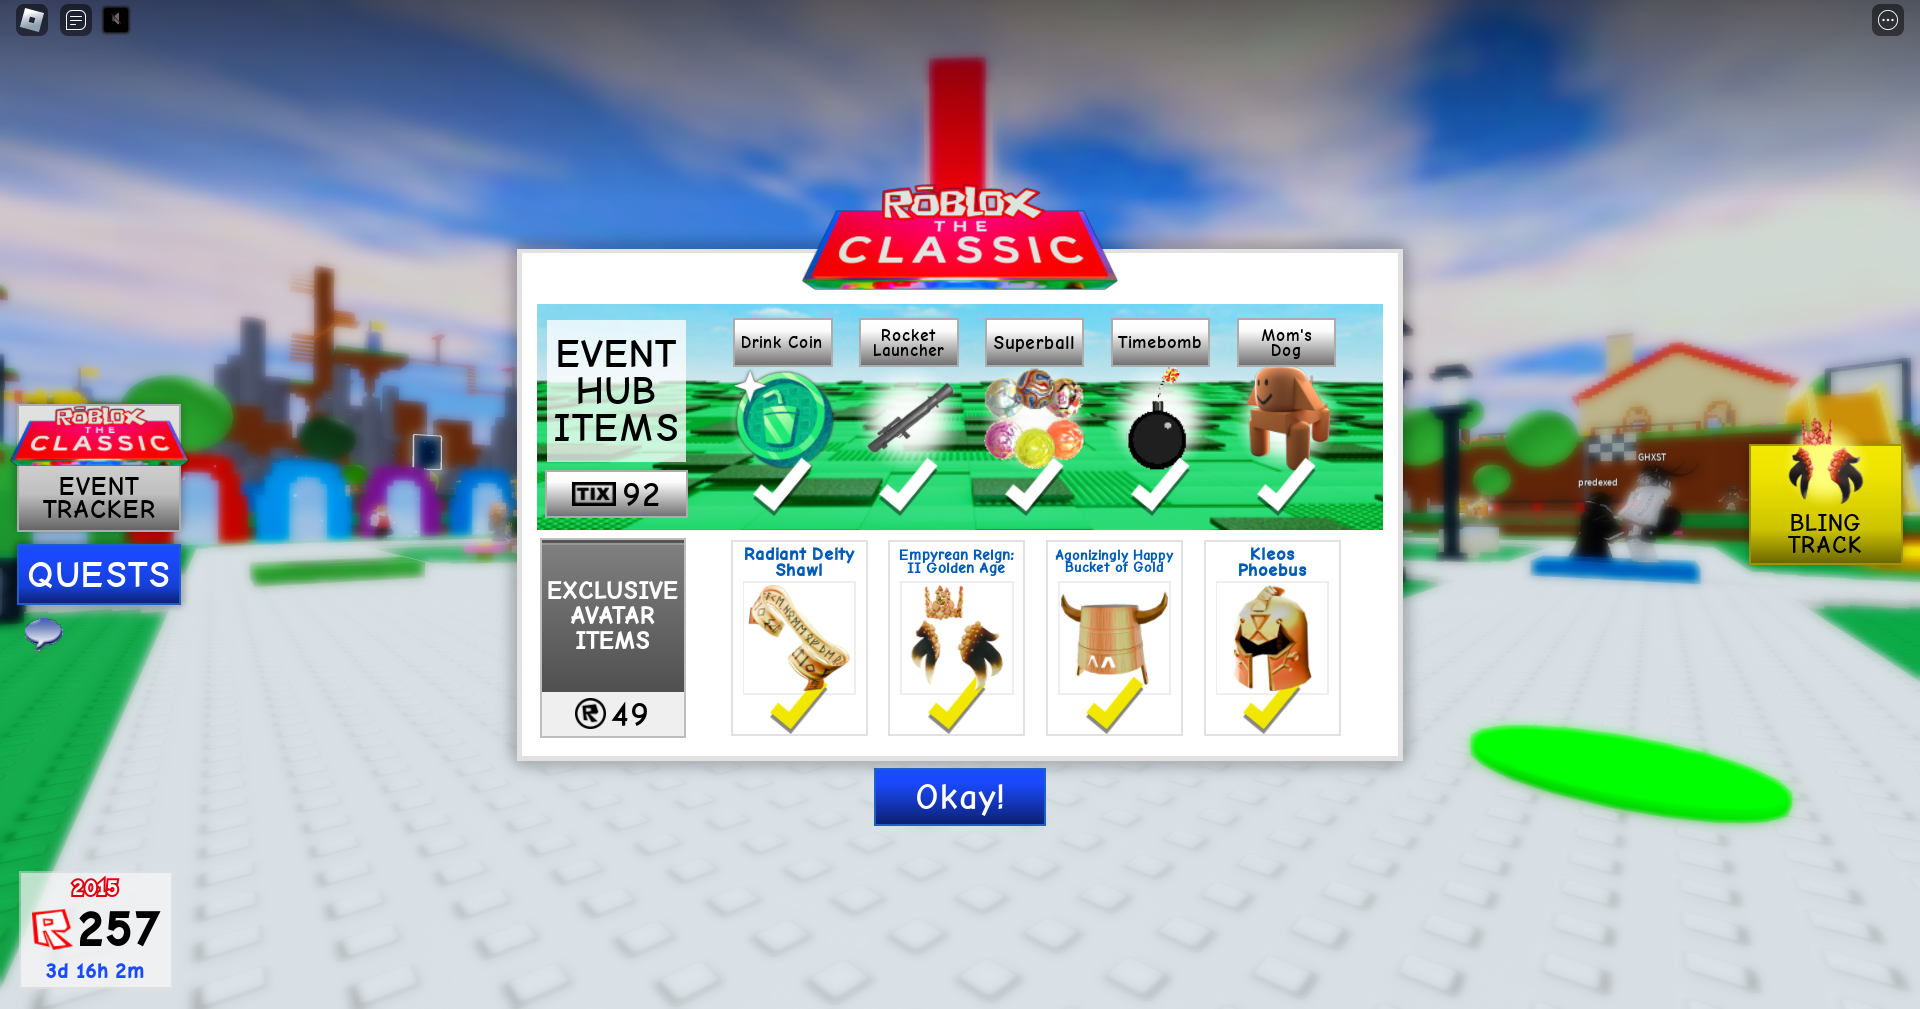 ROBLOX
THE
CLASSIC
EVENT
HUB
ITEMS
TIX 92
Drink Coin
Rocket
Launcher
Superball
Timebomb
Mom's
Dog
EXCLUSIVE
AVATAR
ITEMS
R 49
Radiant Deity
Shawl
Empyrean Reign:
II Golden Age
Agonizingly Happy
Bucket of Gold
Kleos
Phoebus
Okay!
ROBLOX
THE
CLASSIC
EVENT
TRACKER
QUESTS
2015
R 257
3d 16h 2m
GHXST
predexed
BLING
TRACK